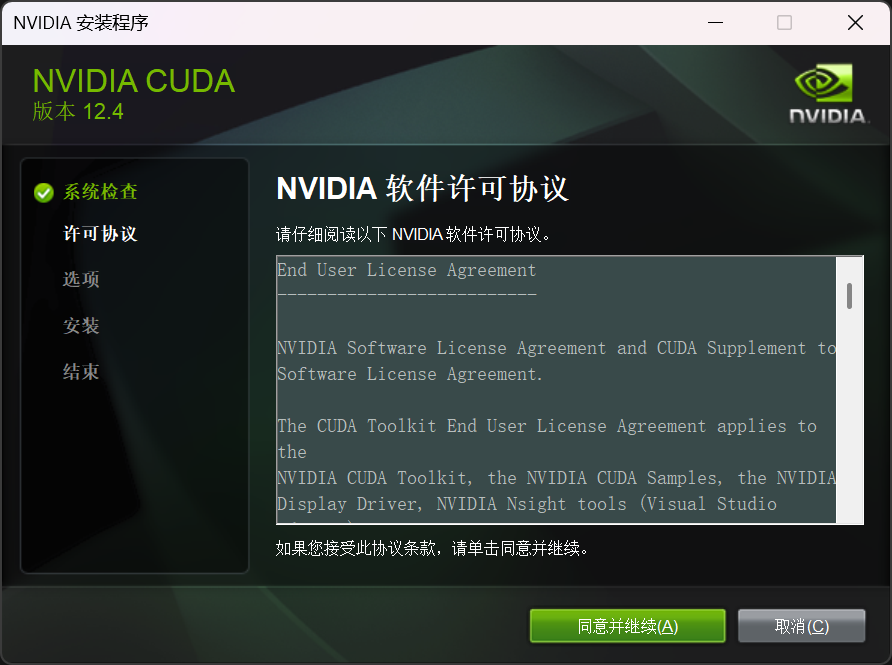 NVIDIA 安装程序
NVIDIA CUDA
版本 12.4
NVIDIA.
系统检查
许可协议
选项
安装
结束
NVIDIA 软件许可协议
请仔细阅读以下 NVIDIA 软件许可协议。
End User License Agreement
--------------------------
NVIDIA Software License Agreement and CUDA Supplement to
Software License Agreement.
The CUDA Toolkit End User License Agreement applies to
the
NVIDIA CUDA Toolkit, the NVIDIA CUDA Samples, the NVIDIA
Display Driver, NVIDIA Nsight tools (Visual Studio
如果您接受此协议条款，请单击同意并继续。
同意并继续(A)
取消(C)